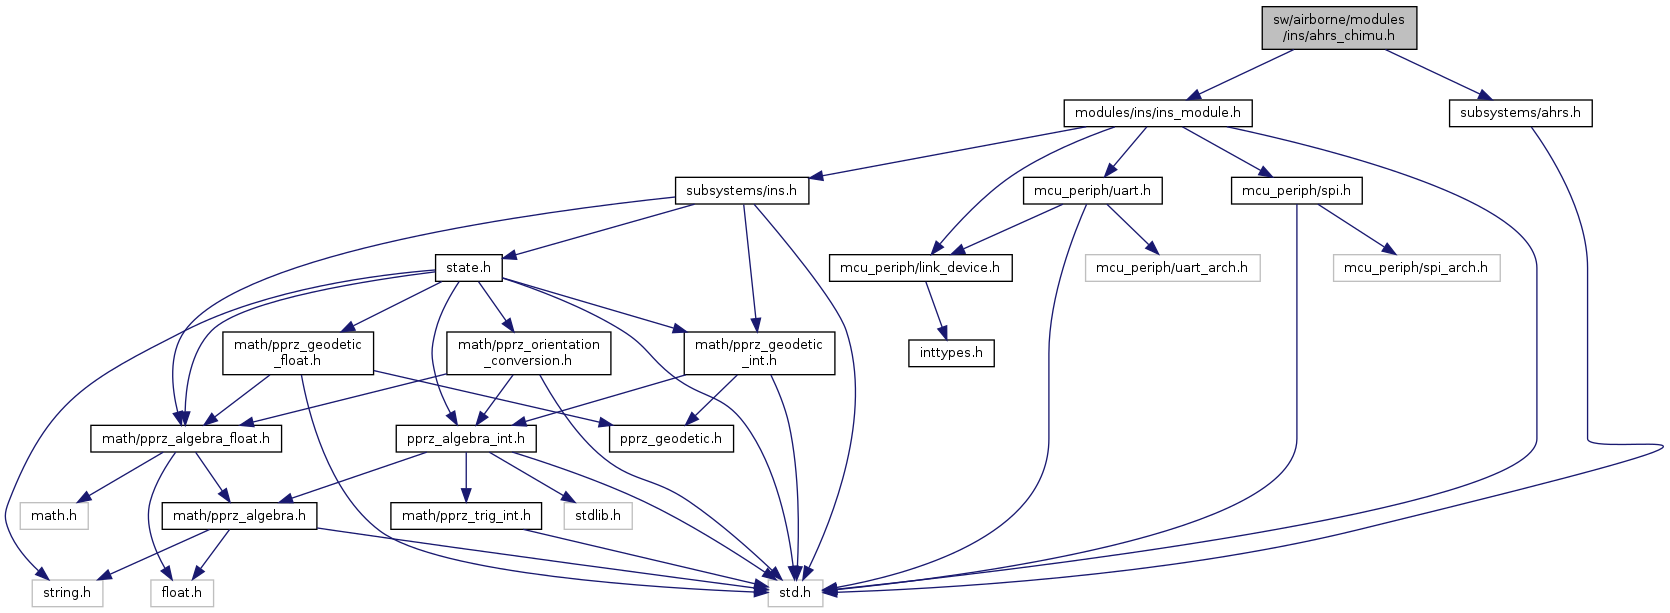 sw/airborne/modules
/ins/ahrs_chimu.h
modules/ins/ins_module.h
subsystems/ahrs.h
subsystems/ins.h
mcu_periph/uart.h
mcu_periph/spi.h
state.h
mcu_periph/link_device.h
mcu_periph/uart_arch.h
mcu_periph/spi_arch.h
math/pprz_geodetic
_float.h
math/pprz_orientation
_conversion.h
math/pprz_geodetic
_int.h
inttypes.h
math/pprz_algebra_float.h
pprz_algebra_int.h
pprz_geodetic.h
math.h
math/pprz_algebra.h
math/pprz_trig_int.h
stdlib.h
string.h
float.h
std.h